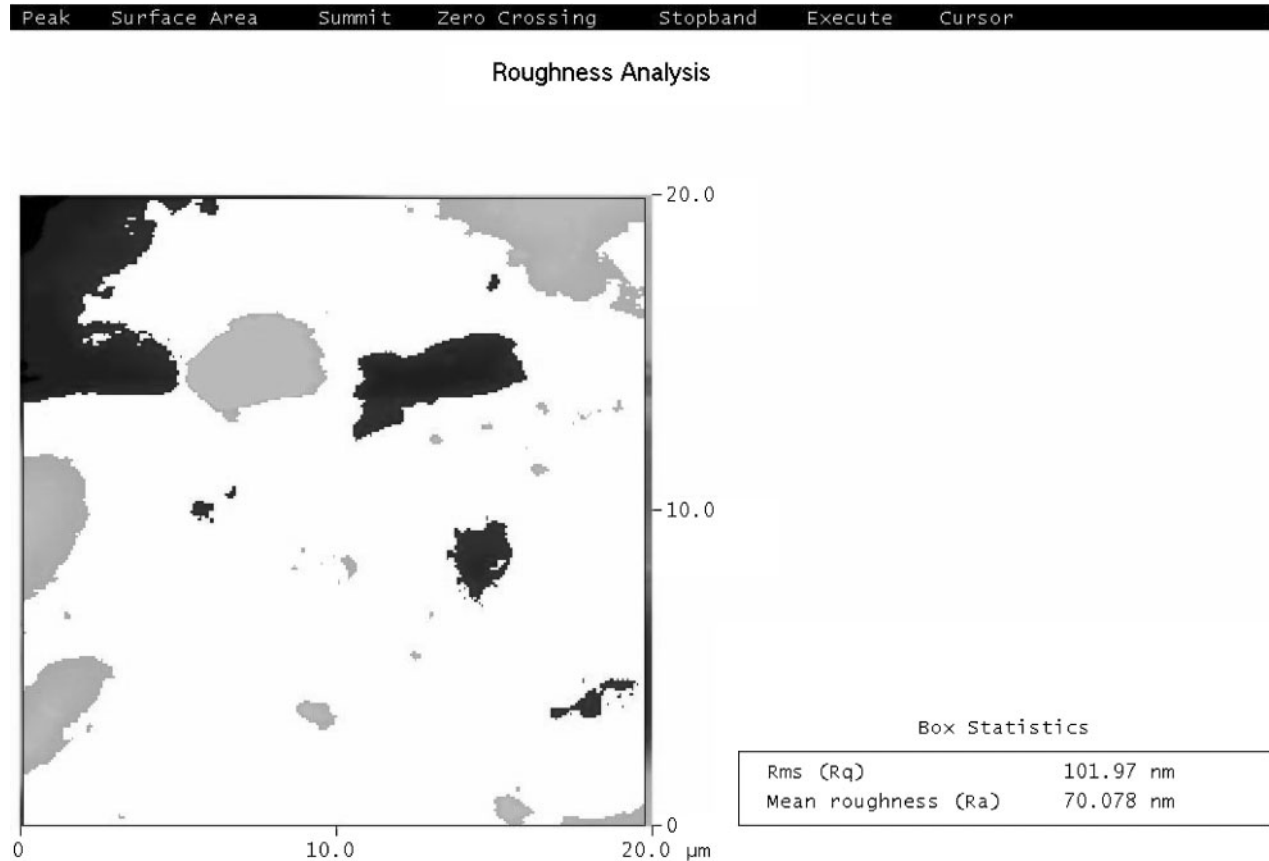 Peak Surface Area Summit Zero Crossing Stopband Execute Cursor
Roughness Analysis
20.0
10.0
0
0 10.0 20.0 μm
Box Statistics
Rms (Rq) 101.97 nm
Mean roughness (Ra) 70.078 nm